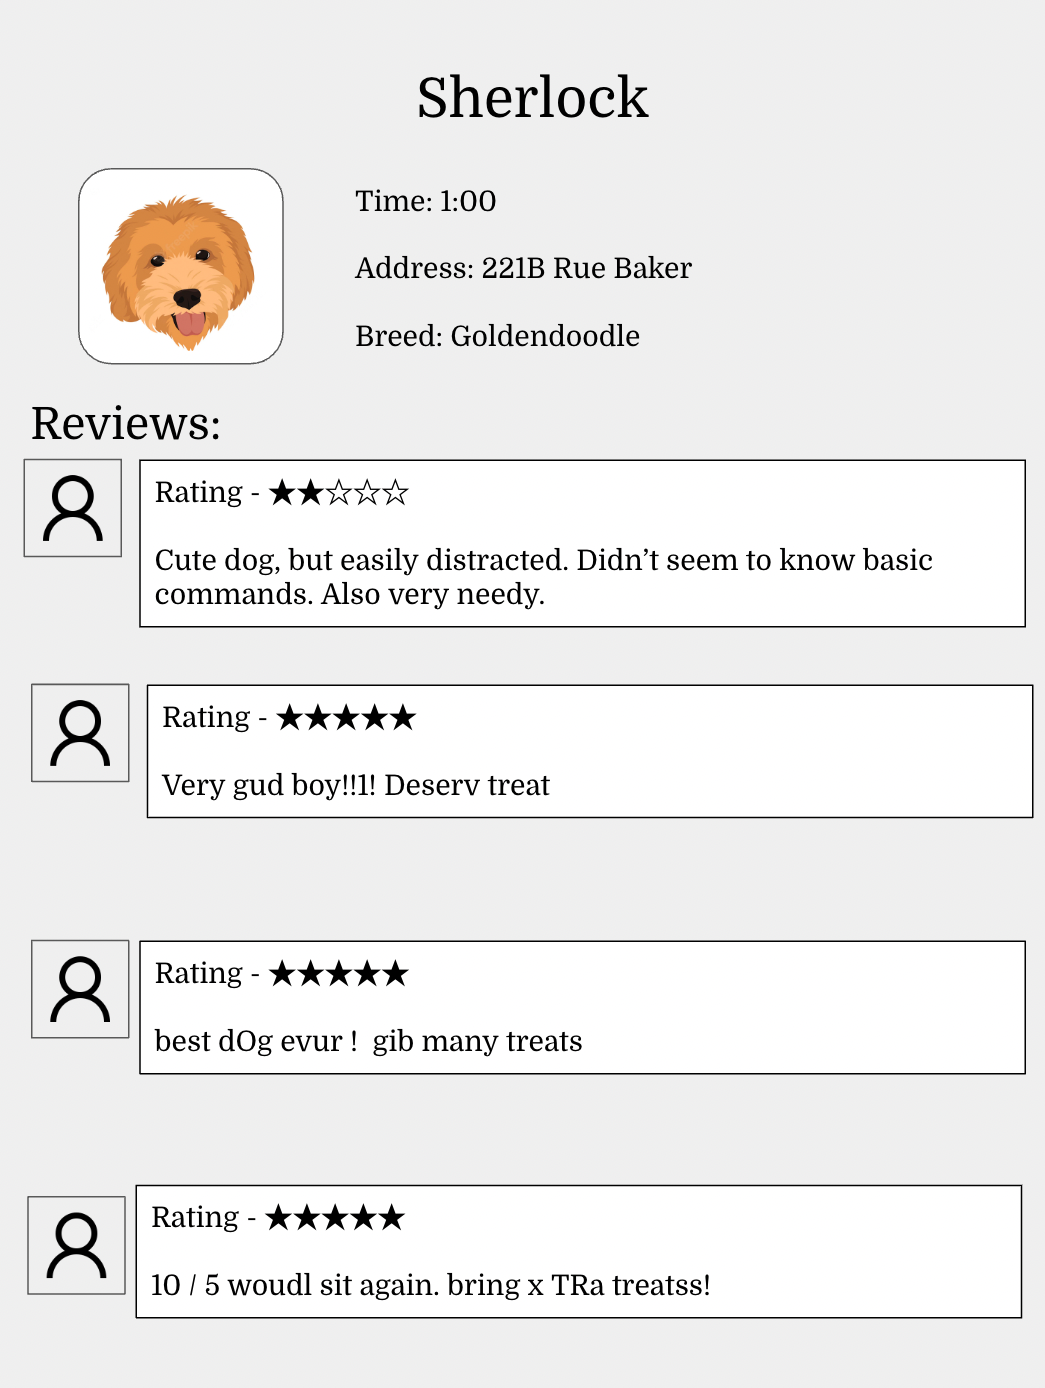 Sherlock
Time: 1:00
Address: 221B Rue Baker
Breed: Goldendoodle
Reviews:
Rating - ★★☆☆☆
Cute dog, but easily distracted. Didn’t seem to know basic
commands. Also very needy.
Rating - ★★★★★
Very gud boy!!1! Deserv treat
Rating - ★★★★★
best dOg evur !  gib many treats
Rating - ★★★★★
10 / 5 woudl sit again. bring x TRa treatss!